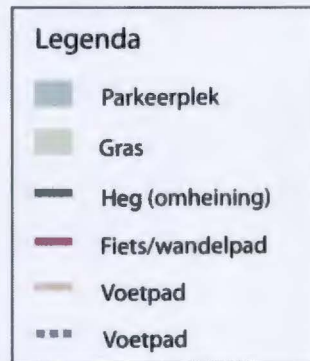 Legenda
Parkeerplek
Gras
Heg (omheining)
Fiets/wandelpad
Voetpad
Voetpad